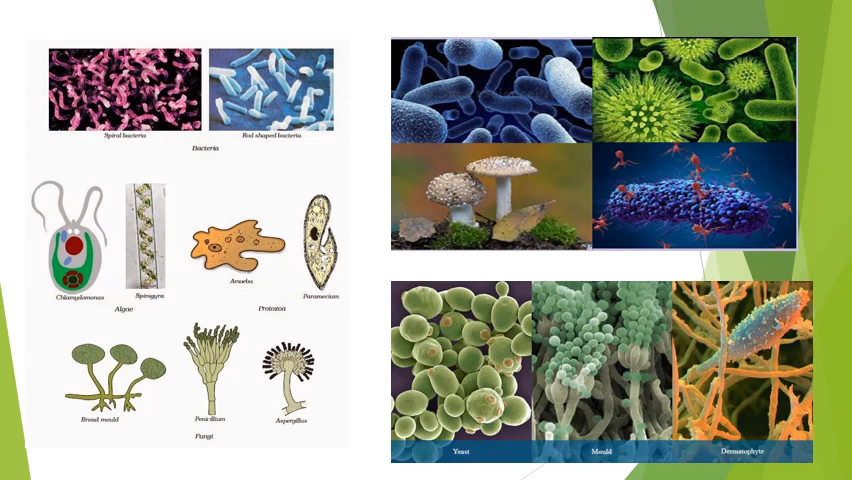 Spiral bacteria
Rod shaped bacteria
Bacteria
Chlamydomonas
Spirogyra
Amoeba
Paramecium
Algae
Protozoa
Bread mould
Penicillium
Aspergillus
Fungi
Yeast
Mould
Dermatophyte